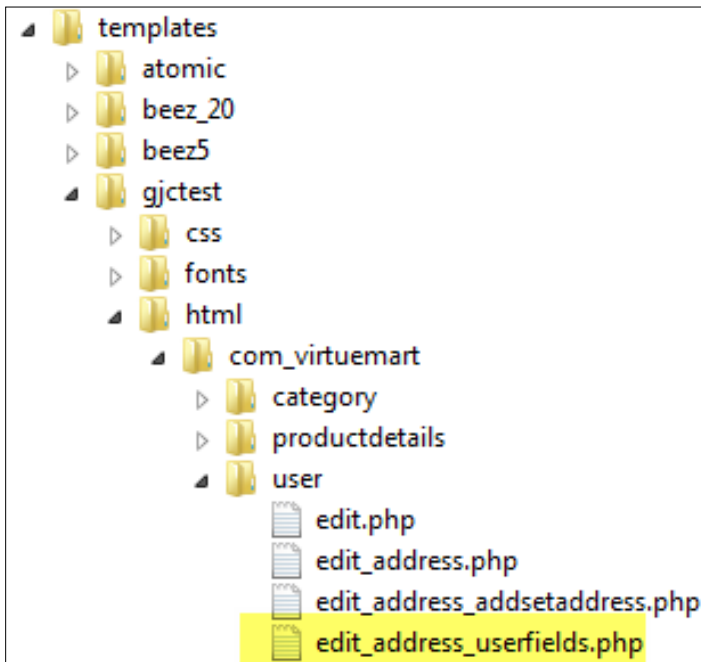 templates
atomic
beez_20
beez5
gjctest
css
fonts
html
com_virtuemart
category
productdetails
user
edit.php
edit_address.php
edit_address_addsetaddress.php
edit_address_userfields.php